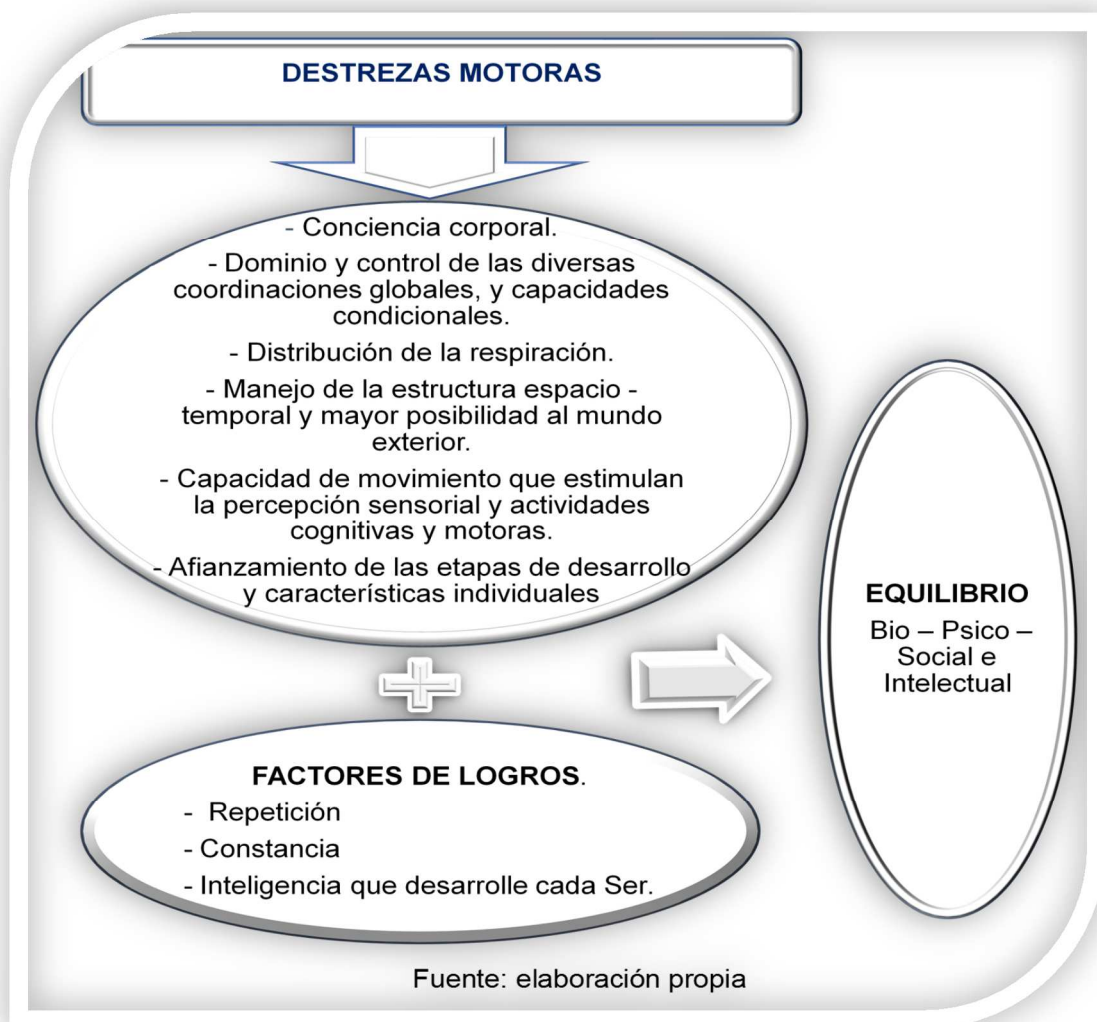 DESTREZAS MOTORAS
- Conciencia corporal.
- Dominio y control de las diversas
coordinaciones globales, y capacidades
condicionales.
- Distribución de la respiración.
- Manejo de la estructura espacio -
temporal y mayor posibilidad al mundo
exterior.
- Capacidad de movimiento que estimulan
la percepción sensorial y actividades
cognitivas y motoras.
- Afianzamiento de las etapas de desarrollo
y características individuales
FACTORES DE LOGROS.
- Repetición
- Constancia
- Inteligencia que desarrolle cada Ser.
EQUILIBRIO
Bio – Psico –
Social e
Intelectual
Fuente: elaboración propia